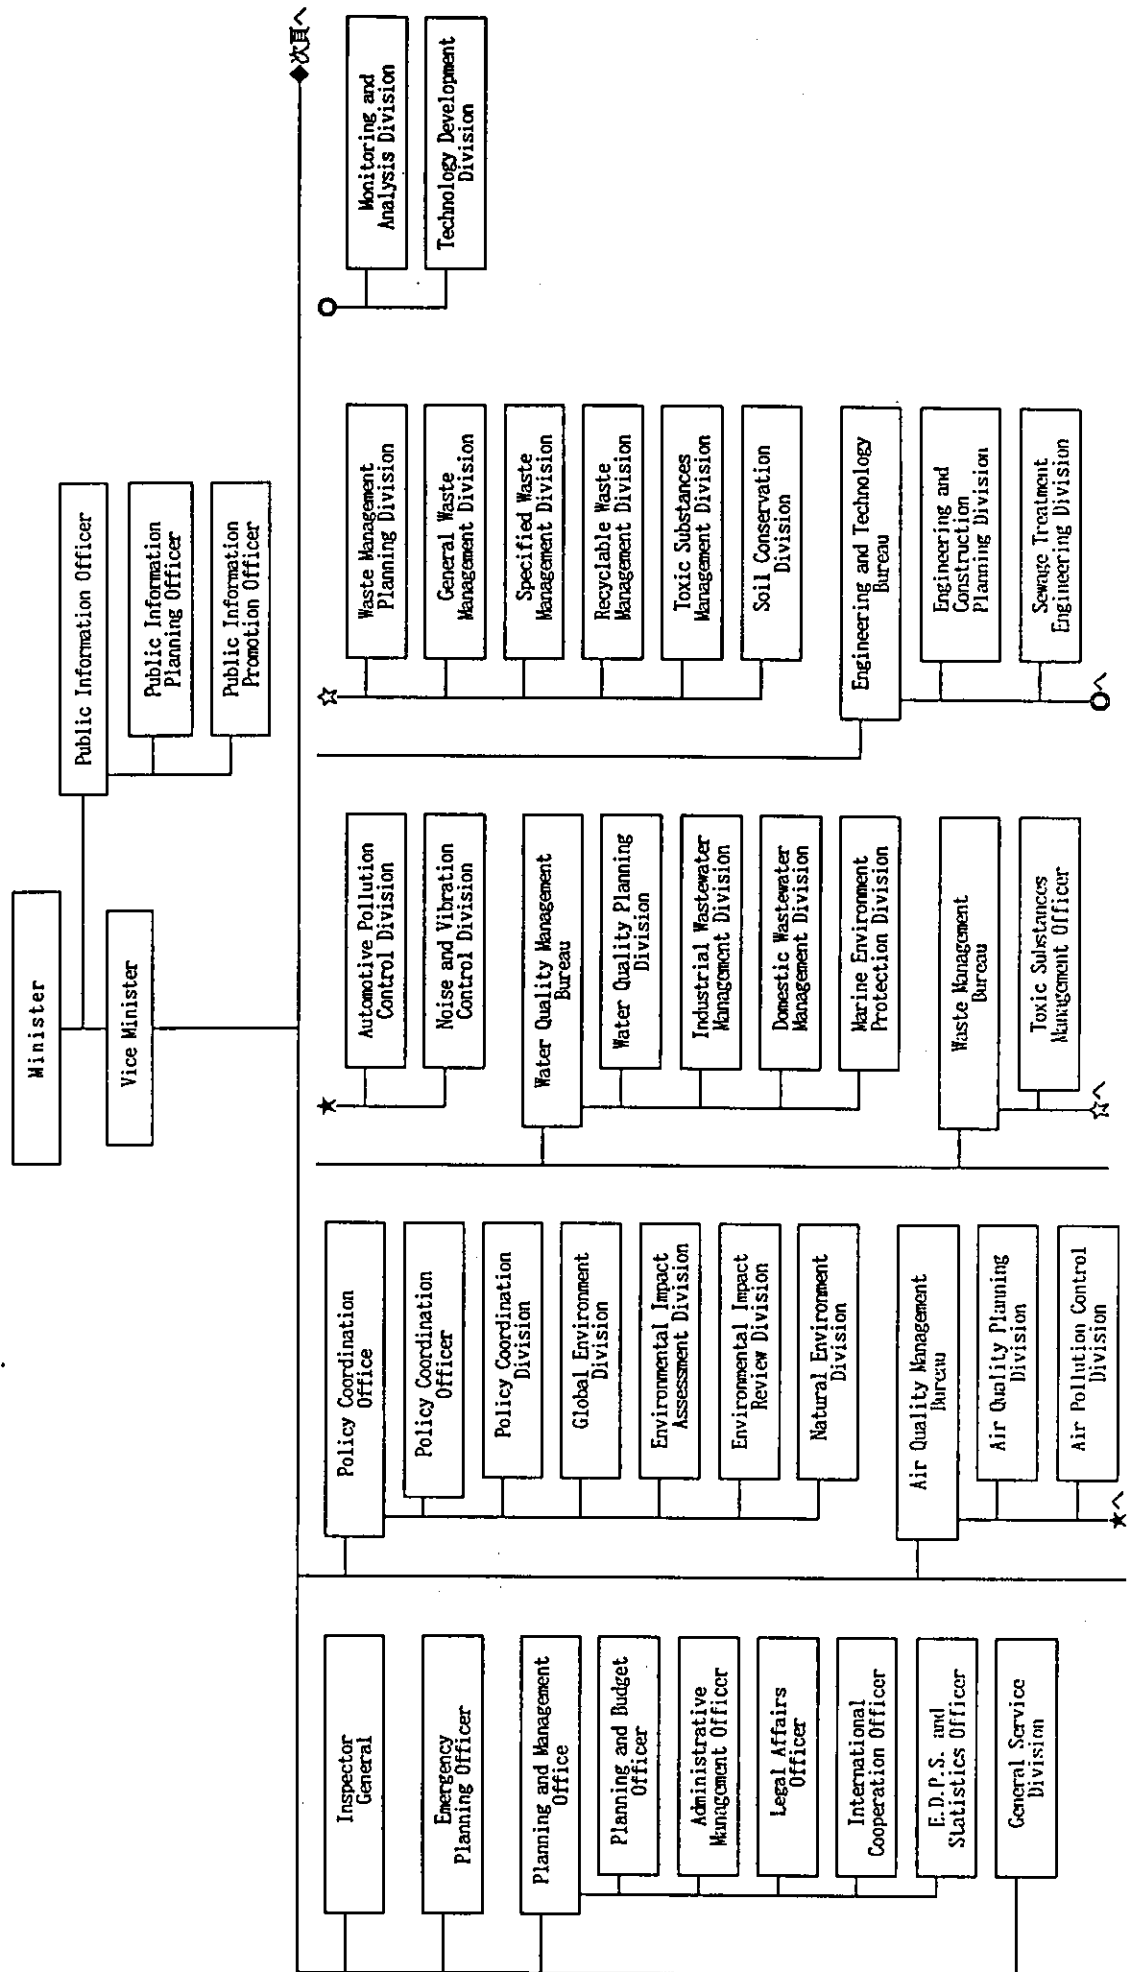 Minister
Vice Minister
Public Information Officer
Public Information
Planning Officer
Public Information
Promotion Officer
◆次頁へ
Inspector
General
Emergency
Planning Officer
Planning and Management
Office
Planning and Budget
Officer
Administrative
Management Officer
Legal Affairs
Officer
International
Cooperation Officer
E.D.P.S. and
Statistics Officer
General Service
Division
Policy Coordination
Office
Policy Coordination
Officer
Policy Coordination
Division
Global Environment
Division
Environmental Impact
Assessment Division
Environmental Impact
Review Division
Natural Environment
Division
Air Quality Management
Bureau
Air Quality Planning
Division
Air Pollution Control
Division
★へ
★
Automotive Pollution
Control Division
Noise and Vibration
Control Division
Water Quality Management
Bureau
Water Quality Planning
Division
Industrial Wastewater
Management Division
Domestic Wastewater
Management Division
Marine Environment
Protection Division
Waste Management
Bureau
Toxic Substances
Management Officer
☆へ
☆
Waste Management
Planning Division
General Waste
Management Division
Specified Waste
Management Division
Recyclable Waste
Management Division
Toxic Substances
Management Division
Soil Conservation
Division
Engineering and Technology
Bureau
Engineering and
Construction
Planning Division
Sewage Treatment
Engineering Division
○へ
○
Monitoring and
Analysis Division
Technology Development
Division